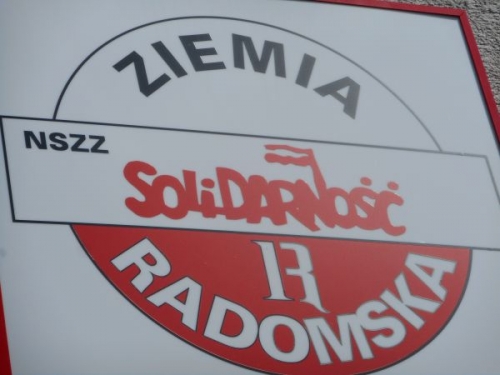 ZIEMIA
NSZZ
SOLiDARNOŚĆ
R
RADOMSKA